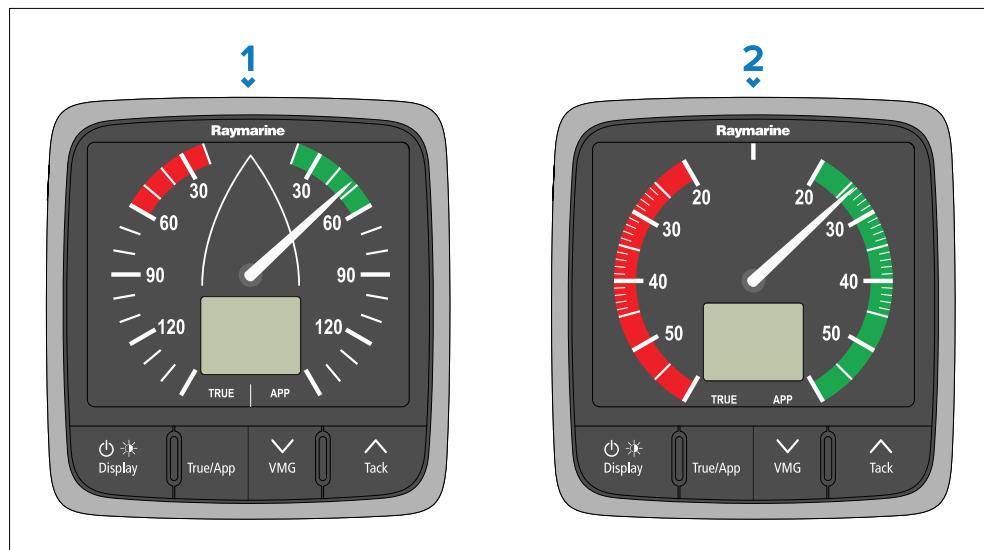 1
Raymarine
30 30
60 60
90 90
120 120
TRUE APP
Display True/App VMG Tack
2
Raymarine
20 20
30 30
40 40
50 50
TRUE APP
Display True/App VMG Tack